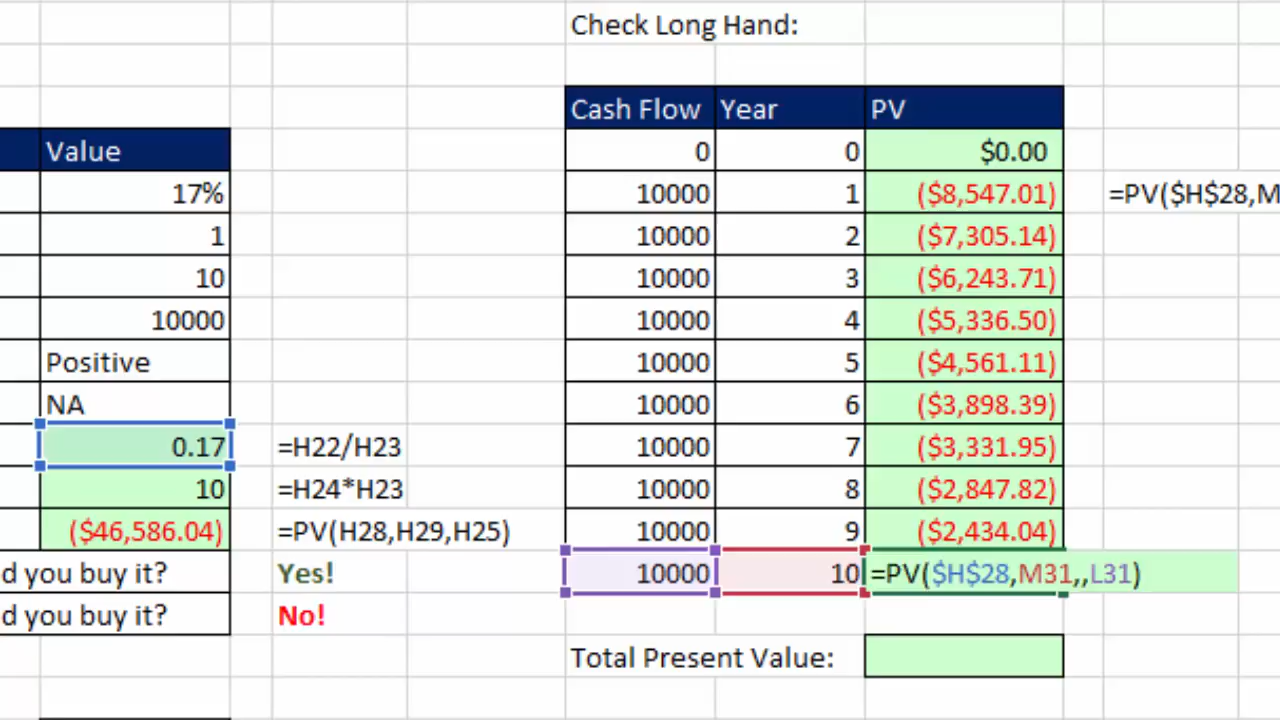 Check Long Hand:
Cash Flow Year PV
Value 0 0 $0.00
17% 10000 1 ($8,547.01) =PV($H$28,M
1 10000 2 ($7,305.14)
10 10000 3 ($6,243.71)
10000 10000 4 ($5,336.50)
Positive 10000 5 ($4,561.11)
NA 10000 6 ($3,898.39)
0.17 =H22/H23 10000 7 ($3,331.95)
10 =H24*H23 10000 8 ($2,847.82)
($46,586.04) =PV(H28,H29,H25) 10000 9 ($2,434.04)
d you buy it? Yes! 10000 10 =PV($H$28,M31,,L31)
d you buy it? No!
Total Present Value: